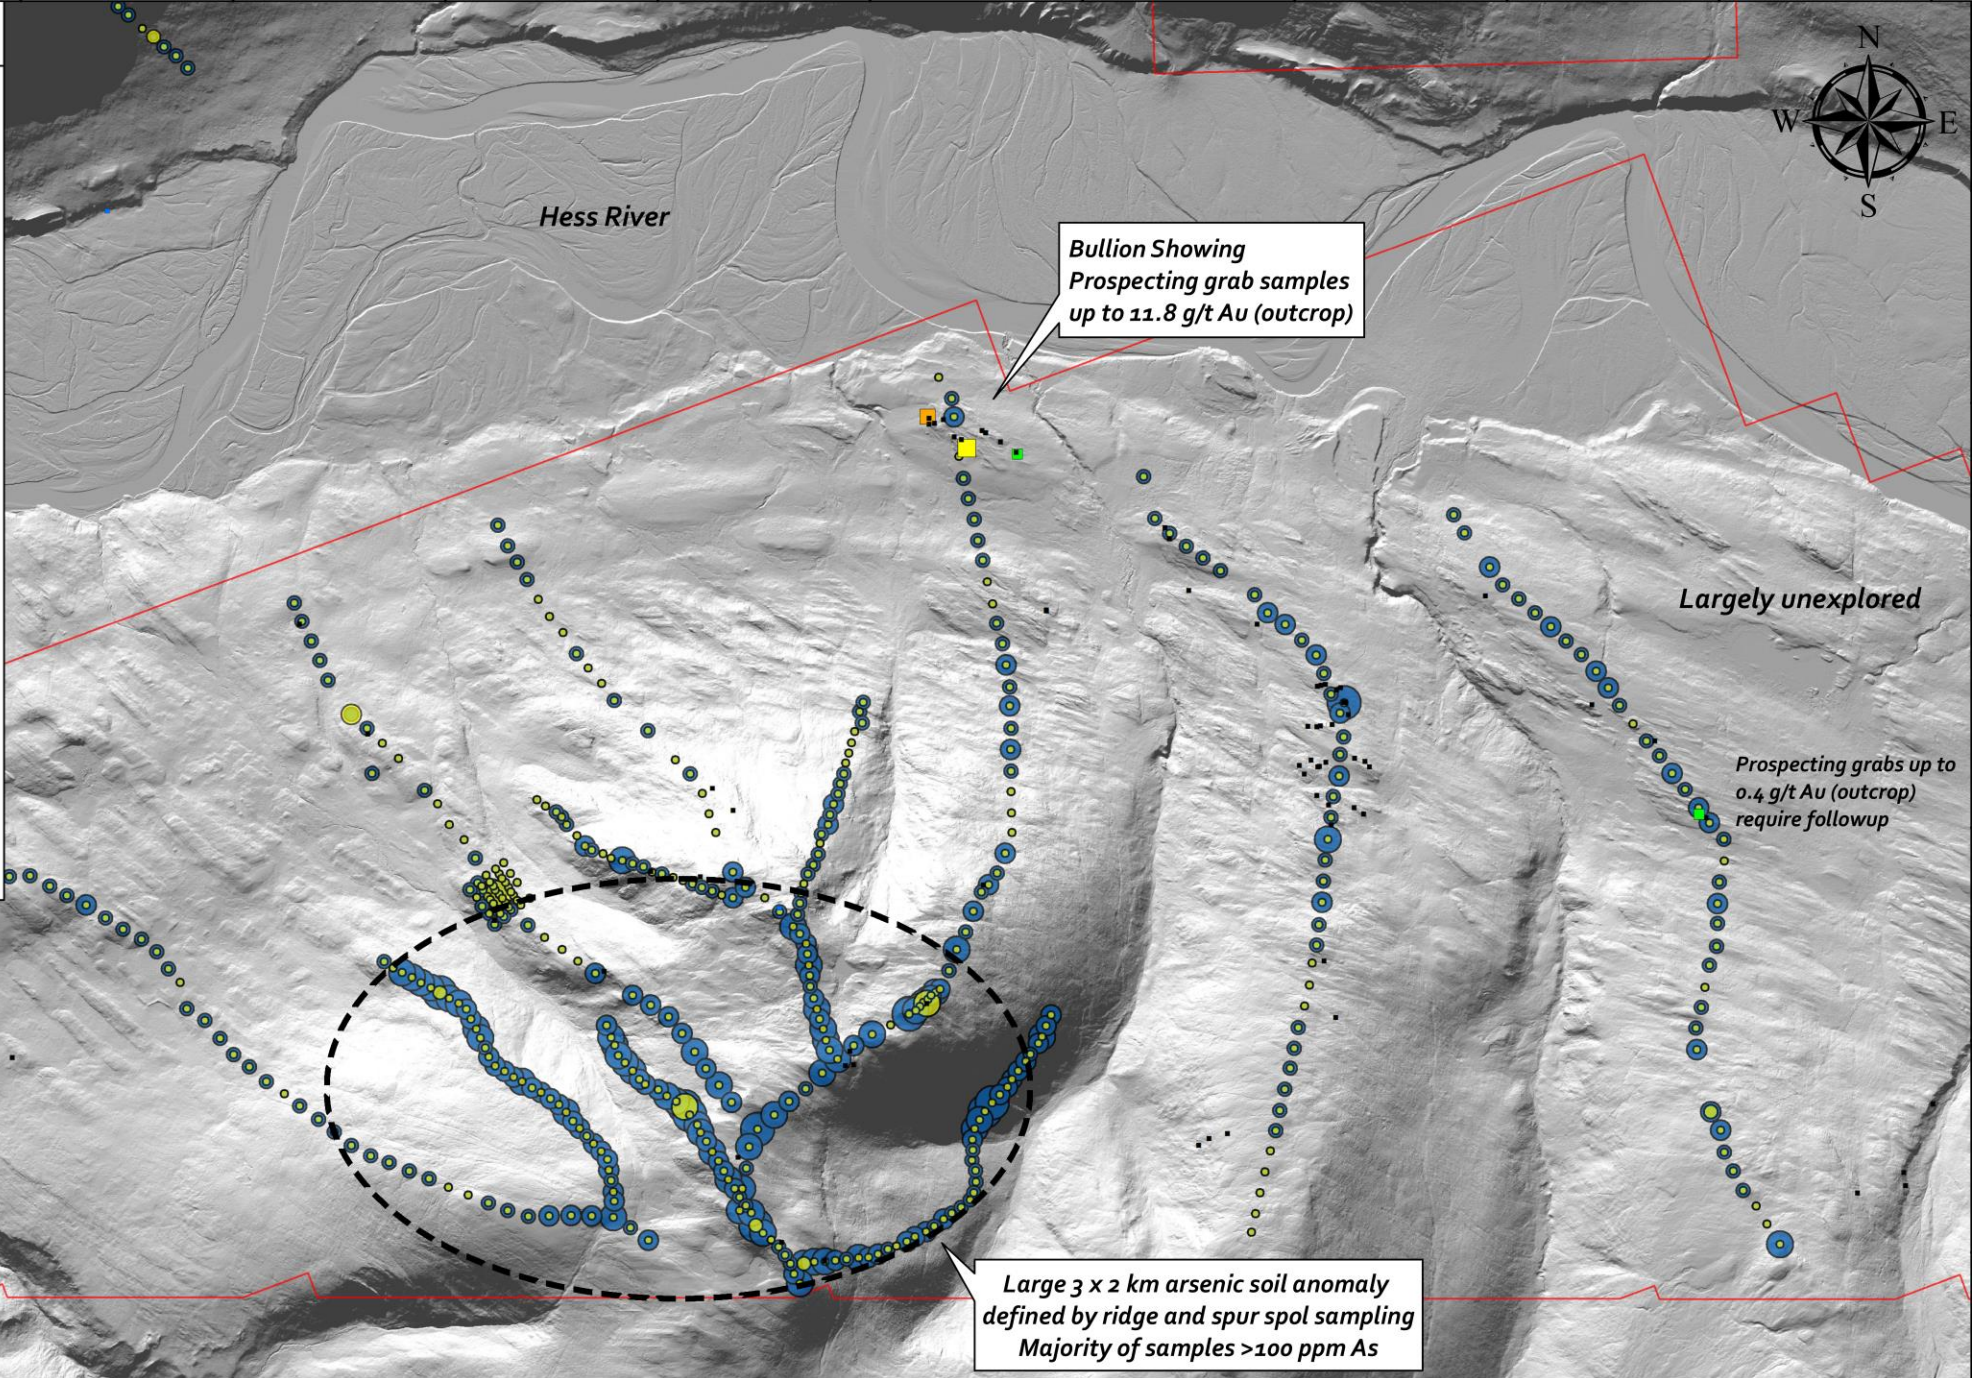 N
W E
S
Hess River
Bullion Showing
Prospecting grab samples
up to 11.8 g/t Au (outcrop)
Largely unexplored
Prospecting grabs up to
0.4 g/t Au (outcrop)
require followup
Large 3 x 2 km arsenic soil anomaly
defined by ridge and spur spol sampling
Majority of samples >100 ppm As